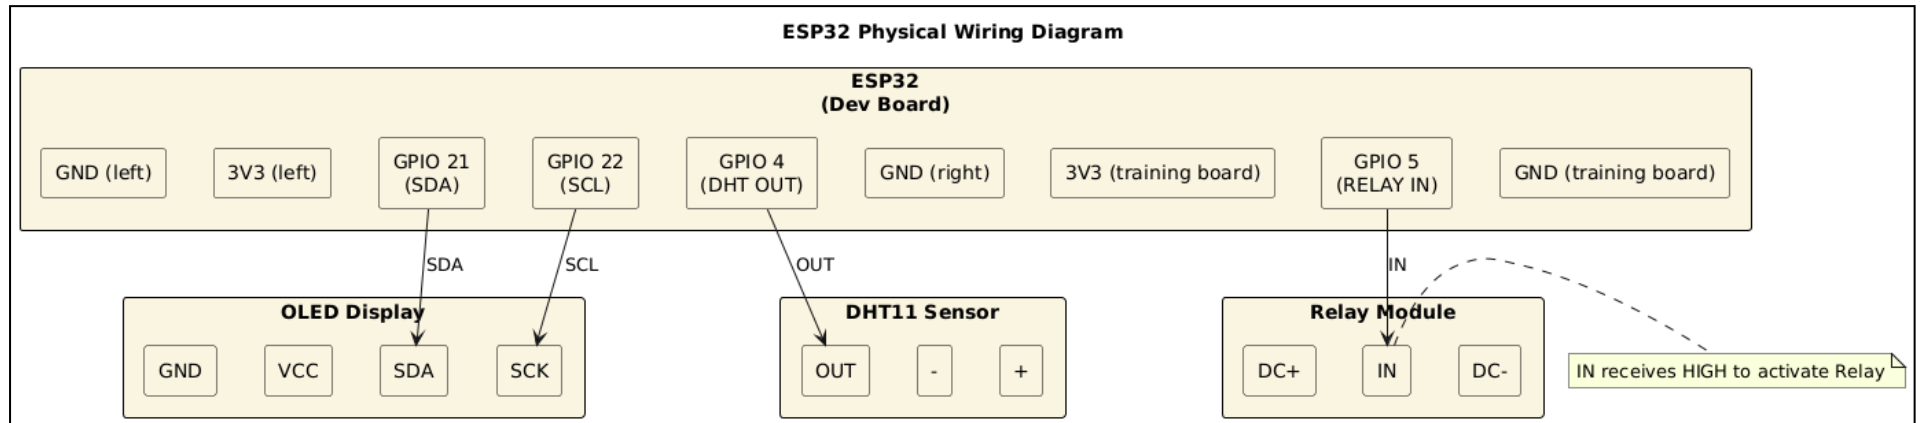 ESP32 Physical Wiring Diagram
ESP32
(Dev Board)
GND (left)
3V3 (left)
GPIO 21
(SDA)
GPIO 22
(SCL)
GPIO 4
(DHT OUT)
GND (right)
3V3 (training board)
GPIO 5
(RELAY IN)
GND (training board)
SDA
SCL
OUT
IN
OLED Display
GND
VCC
SDA
SCK
DHT11 Sensor
OUT
-
+
Relay Module
DC+
IN
DC-
IN receives HIGH to activate Relay